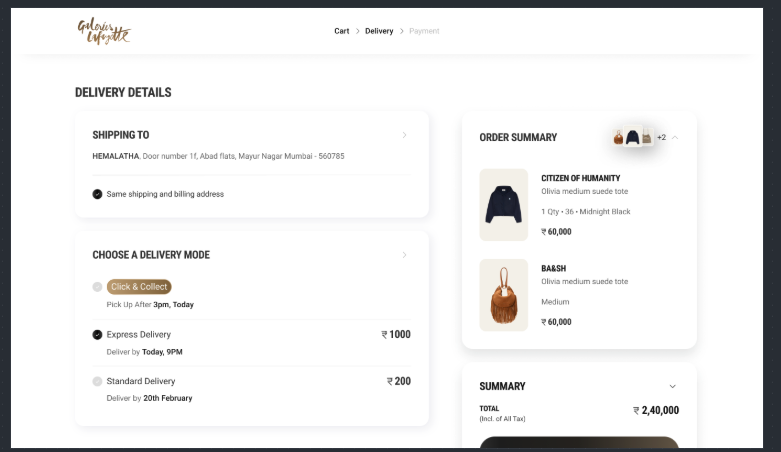 Galeries Lafayette
Cart > Delivery > Payment
DELIVERY DETAILS
SHIPPING TO
HEMALATHA, Door number 1f, Abad flats, Mayur Nagar Mumbai - 560785
Same shipping and billing address
CHOOSE A DELIVERY MODE
Click & Collect
Pick Up After 3pm, Today
Express Delivery ₹ 1000
Deliver by Today, 9PM
Standard Delivery ₹ 200
Deliver by 20th February
ORDER SUMMARY +2
CITIZEN OF HUMANITY
Olivia medium suede tote
1 Qty • 36 • Midnight Black
₹ 60,000
BA&SH
Olivia medium suede tote
Medium
₹ 60,000
SUMMARY
TOTAL ₹ 2,40,000
(Incl. of All Tax)